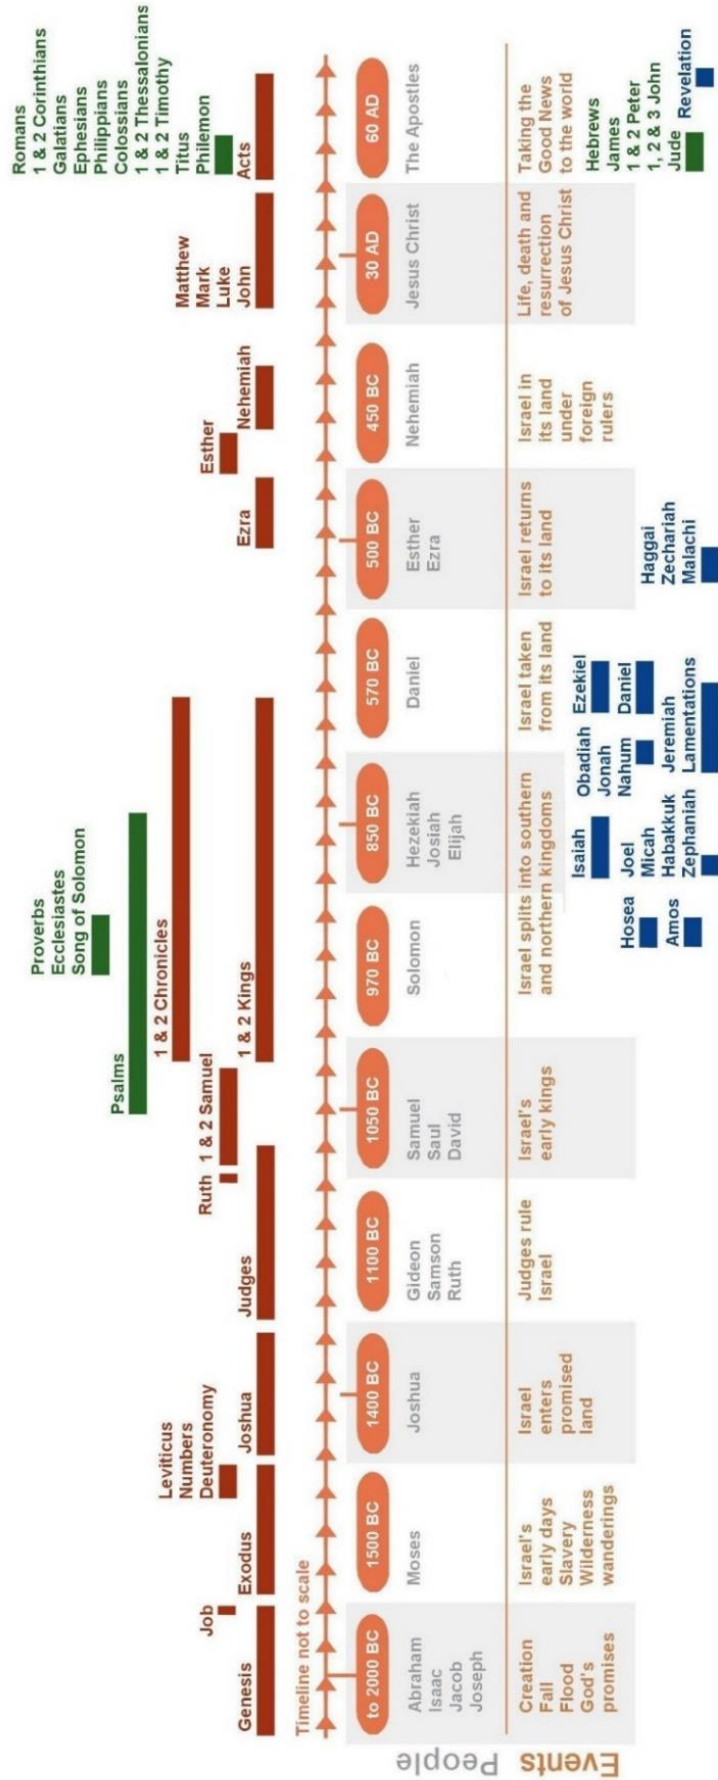 Proverbs
Ecclesiastes
Song of Solomon
Psalms
1 & 2 Chronicles
Ruth
1 & 2 Samuel
1 & 2 Kings
Judges
Leviticus
Numbers
Deuteronomy
Joshua
Job
Exodus
Genesis
Ezra
Esther
Nehemiah
Matthew
Mark
Luke
John
Romans
1 & 2 Corinthians
Galatians
Ephesians
Philippians
Colossians
1 & 2 Thessalonians
1 & 2 Timothy
Titus
Philemon
Acts
Timeline not to scale
to 2000 BC
1500 BC
1400 BC
1100 BC
1050 BC
970 BC
850 BC
570 BC
500 BC
450 BC
30 AD
60 AD
People
Abraham
Isaac
Jacob
Joseph
Moses
Joshua
Gideon
Samson
Ruth
Samuel
Saul
David
Solomon
Hezekiah
Josiah
Elijah
Daniel
Esther
Ezra
Nehemiah
Jesus Christ
The Apostles
Events
Creation
Fall
Flood
God's
promises
Israel's
early days
Slavery
Wilderness
wanderings
Israel
enters
promised
land
Judges rule
Israel
Israel's
early kings
Israel splits into southern
and northern kingdoms
Israel taken
from its land
Israel returns
to its land
Israel in
its land
under
foreign
rulers
Life, death and
resurrection
of Jesus Christ
Taking the
Good News
to the world
Hosea
Amos
Isaiah
Joel
Micah
Habakkuk
Zephaniah
Obadiah
Jonah
Nahum
Jeremiah
Lamentations
Ezekiel
Daniel
Haggai
Zechariah
Malachi
Hebrews
James
1 & 2 Peter
1, 2 & 3 John
Jude
Revelation